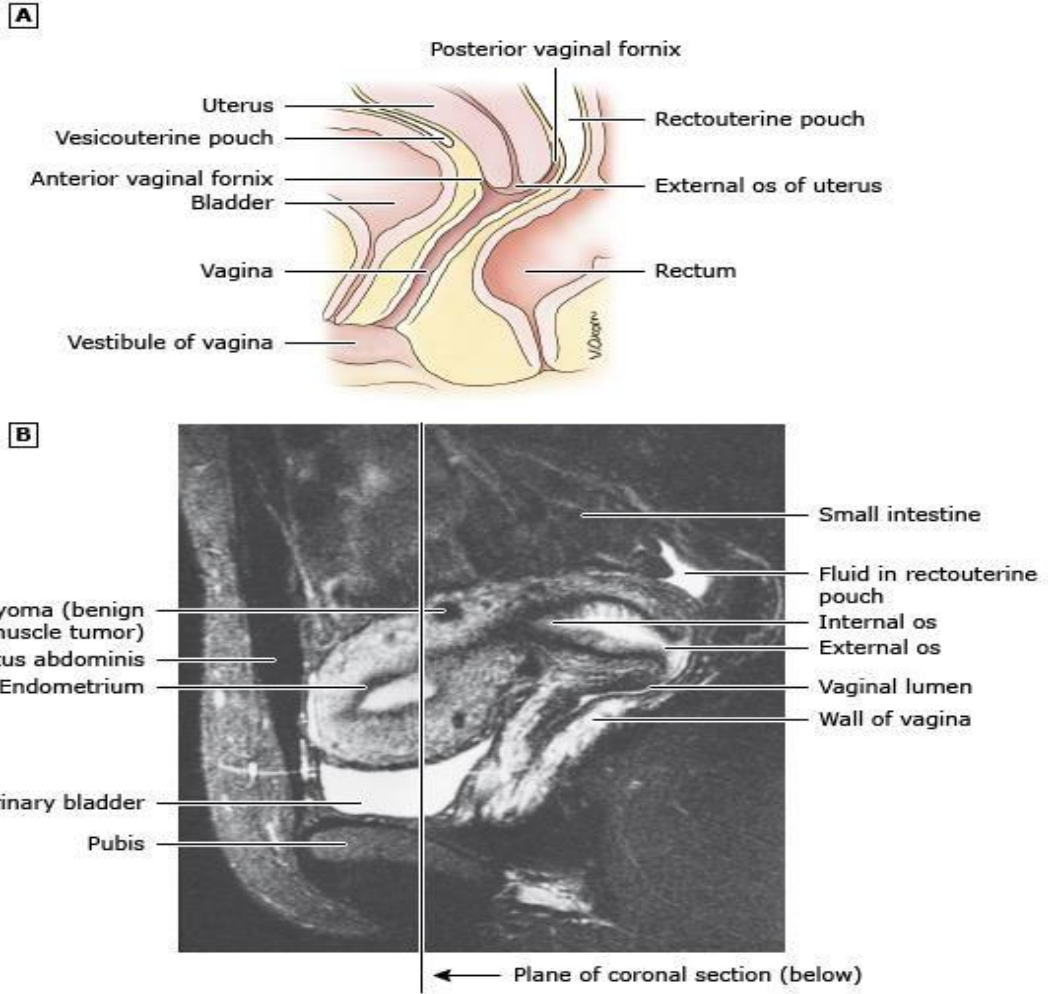 A
Posterior vaginal fornix
Uterus
Rectouterine pouch
Vesicouterine pouch
Anterior vaginal fornix
External os of uterus
Bladder
Vagina
Rectum
Vestibule of vagina
B
Small intestine
Fluid in rectouterine
pouch
yoma (benign
nuscle tumor)
Internal os
External os
tus abdominis
Endometrium
Vaginal lumen
Wall of vagina
rinary bladder
Pubis
Plane of coronal section (below)